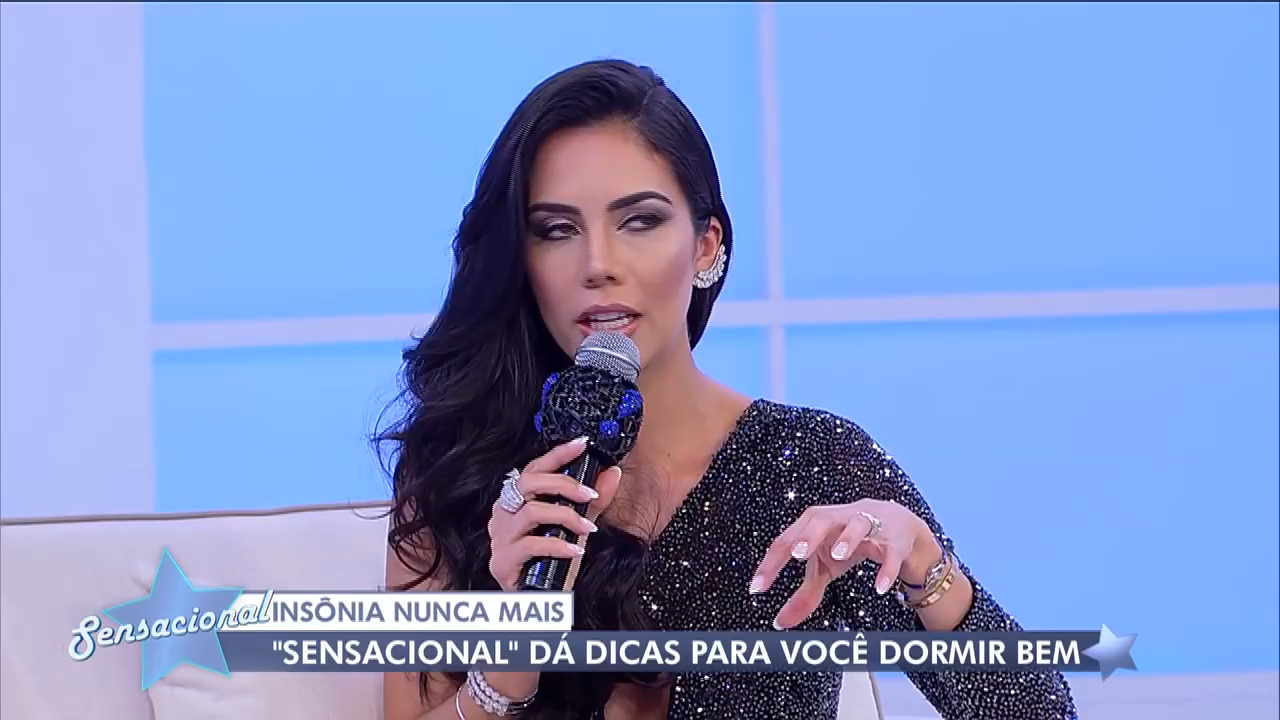 Sensacional
INSÔNIA NUNCA MAIS
"SENSACIONAL" DÁ DICAS PARA VOCÊ DORMIR BEM